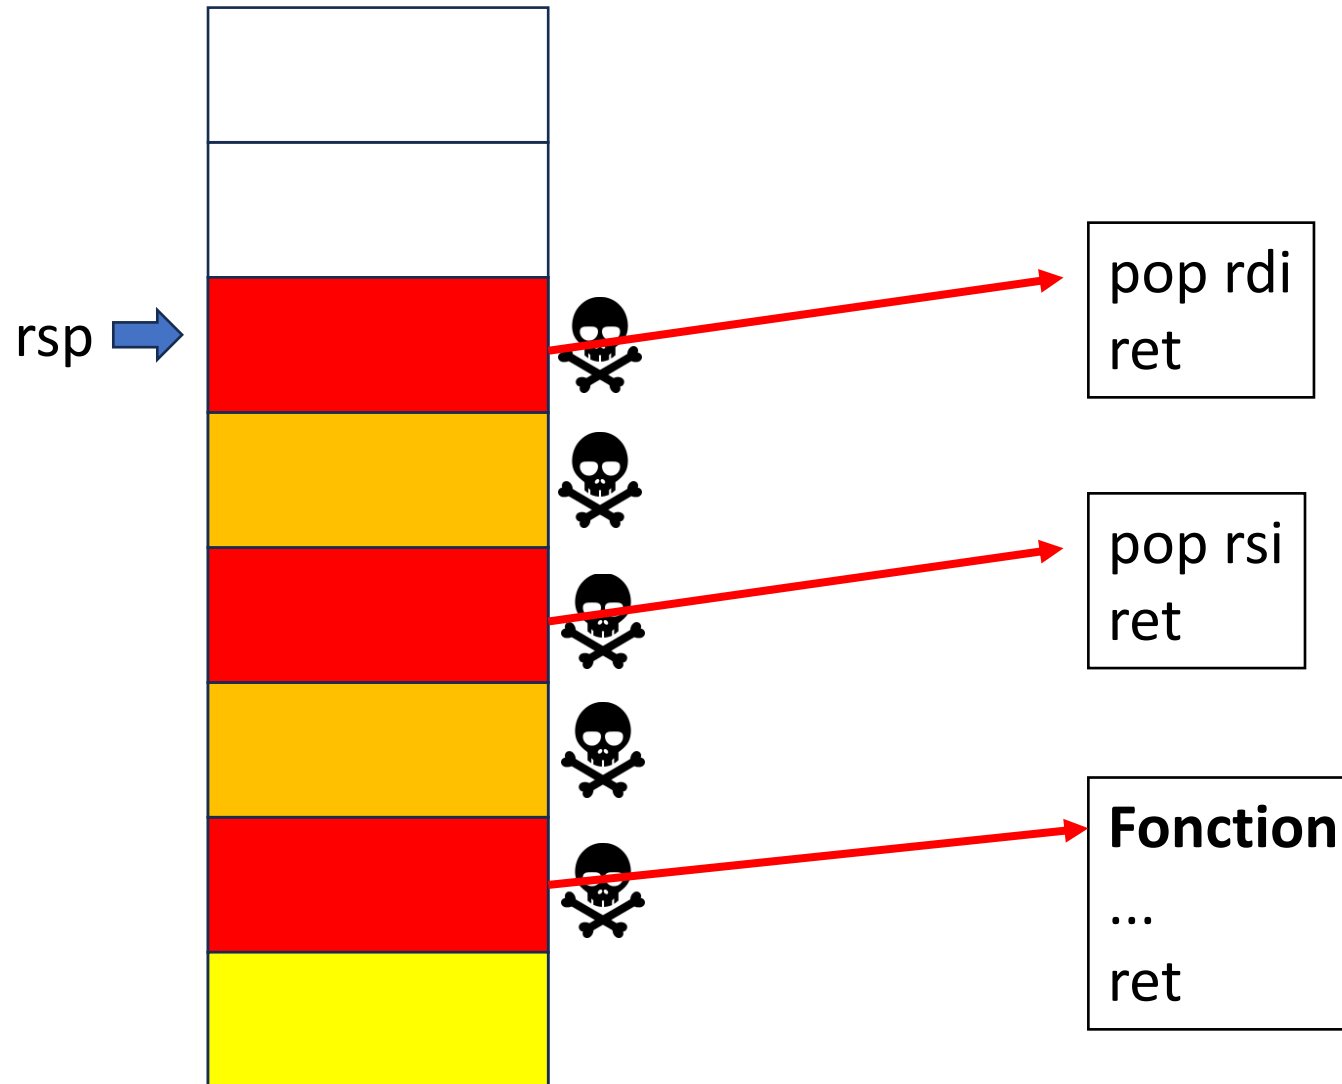 rsp
pop rdi
ret
pop rsi
ret
Fonction
...
ret